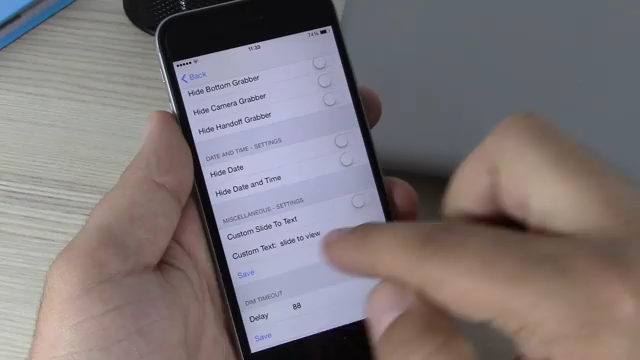 11:33
74%
Back
Hide Bottom Grabber
Hide Camera Grabber
Hide Handoff Grabber
DATE AND TIME - SETTINGS
Hide Date
Hide Date and Time
MISCELLANEOUS - SETTINGS
Custom Slide To Text
Custom Text: slide to view
Save
DIM TIMEOUT
Delay 88
Save